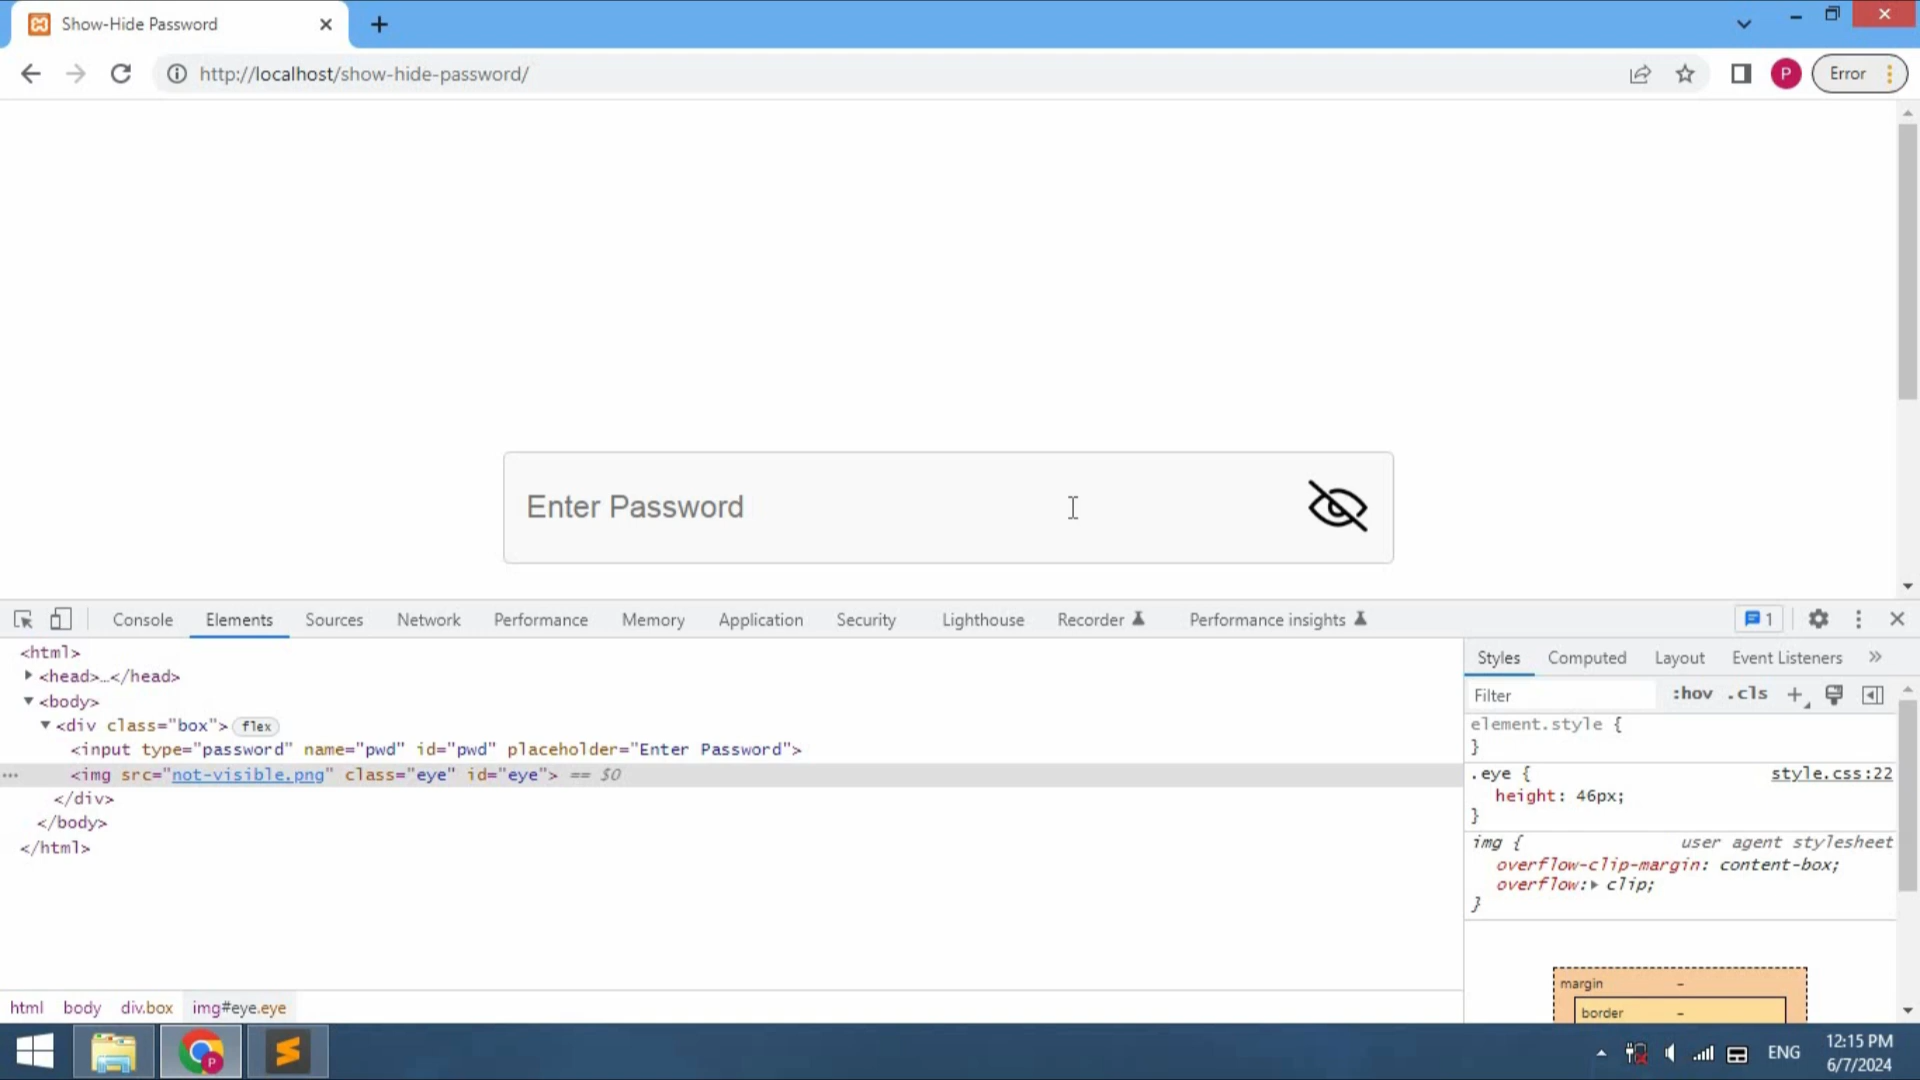 Show-Hide Password
http://localhost/show-hide-password/
P
Error
Enter Password
Console Elements Sources Network Performance Memory Application Security Lighthouse Recorder Performance insights 1
<html>
<head>…</head>
<body>
<div class="box"> flex
<input type="password" name="pwd" id="pwd" placeholder="Enter Password">
<img src="not-visible.png" class="eye" id="eye"> == $0
</div>
</body>
</html>
html body div.box img#eye.eye
Styles Computed Layout Event Listeners »
Filter :hov .cls +
element.style {
}
.eye { style.css:22
height: 46px;
}
img { user agent stylesheet
overflow-clip-margin: content-box;
overflow: clip;
}
margin -
border -
P
ENG
12:15 PM
6/7/2024